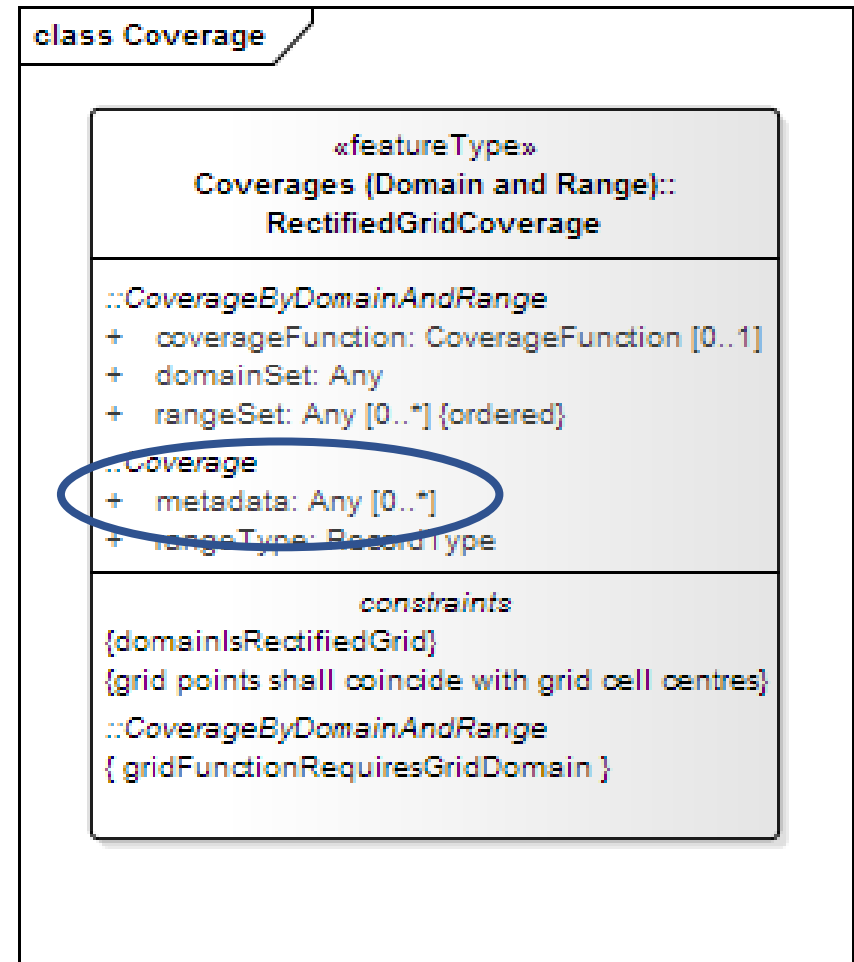 class Coverage
«featureType»
Coverages (Domain and Range)::
RectifiedGridCoverage
::CoverageByDomainAndRange
+ coverageFunction: CoverageFunction [0..1]
+ domainSet: Any
+ rangeSet: Any [0..*] {ordered}
::Coverage
+ metadata: Any [0..*]
+ rangeType: RecordType
constraints
{domainIsRectifiedGrid}
{grid points shall coincide with grid cell centres}
::CoverageByDomainAndRange
{ gridFunctionRequiresGridDomain }